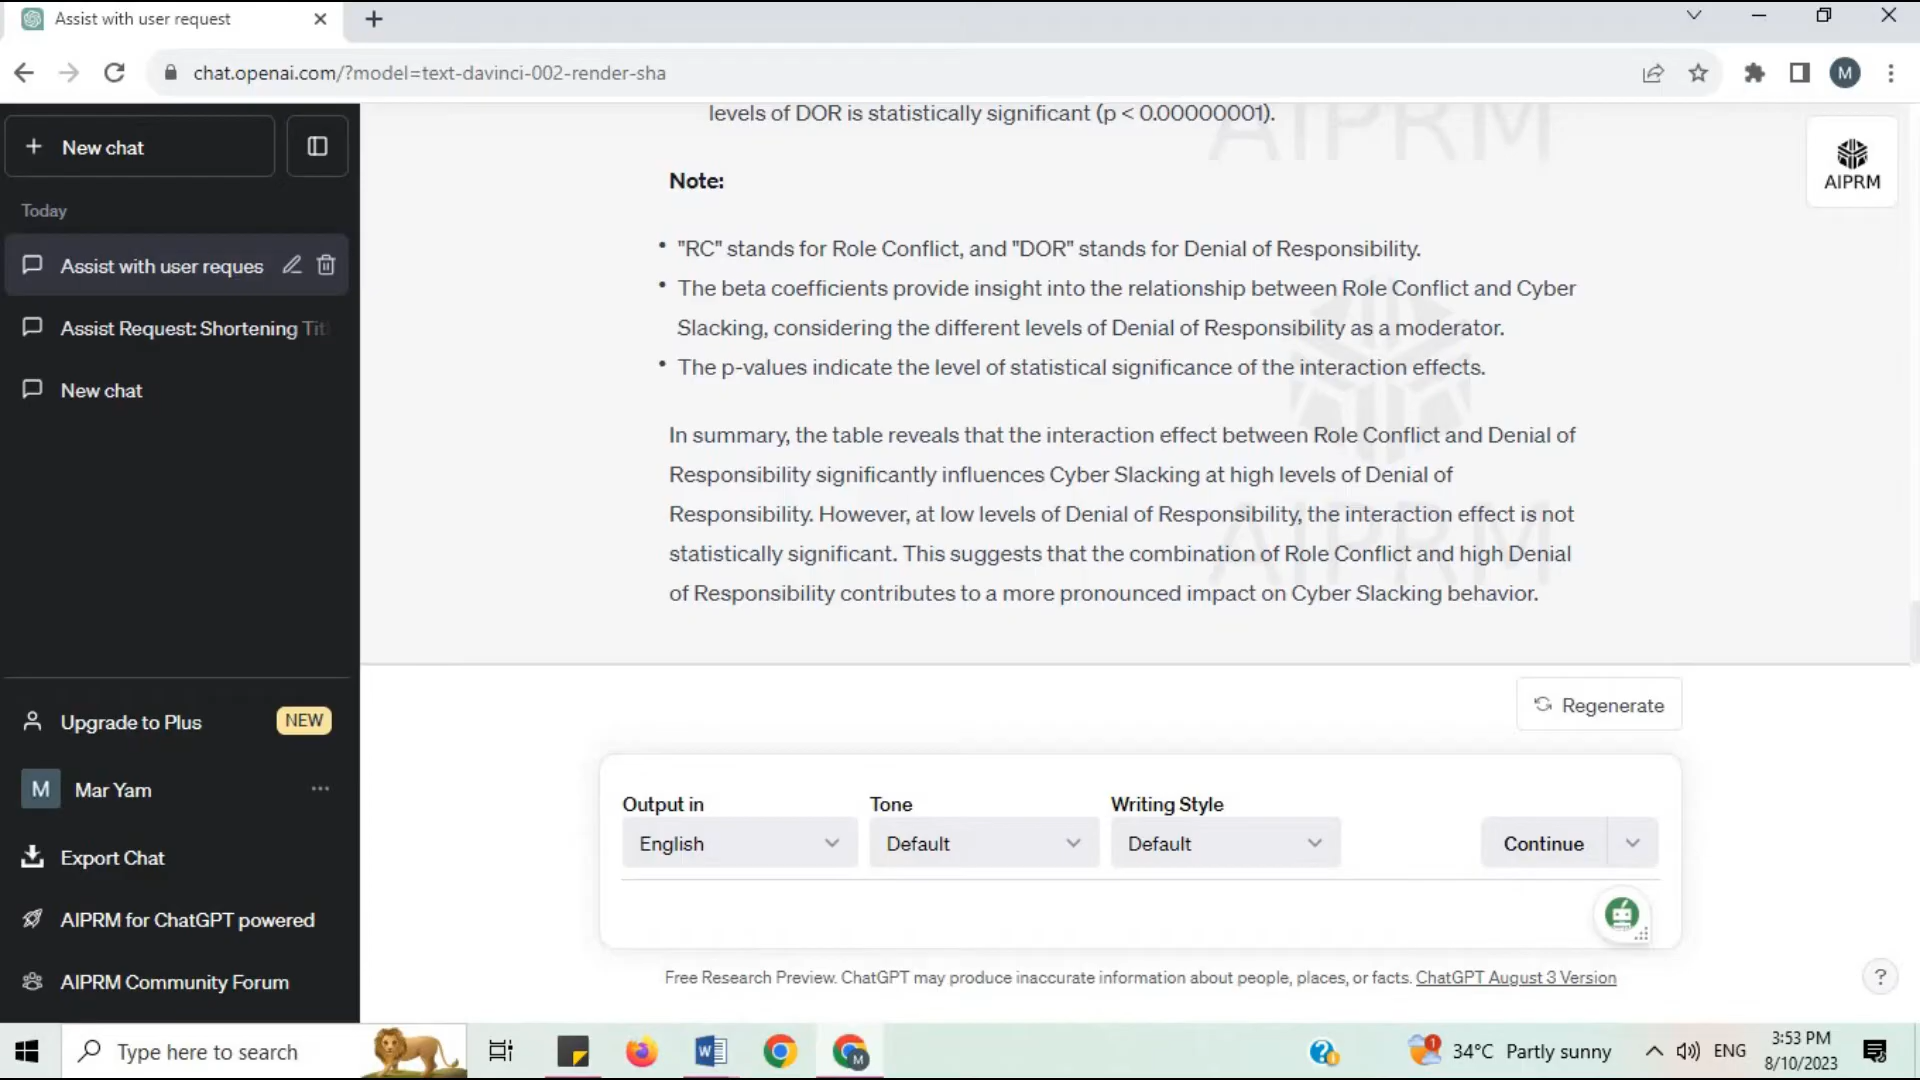 Assist with user request
chat.openai.com/?model=text-davinci-002-render-sha
M
New chat
Today
Assist with user reques
Assist Request: Shortening Tit
New chat
Upgrade to Plus
NEW
M
Mar Yam
Export Chat
AIPRM for ChatGPT powered
AIPRM Community Forum
levels of DOR is statistically significant (p < 0.00000001).
AIPRM
AIPRM
Note:
• "RC" stands for Role Conflict, and "DOR" stands for Denial of Responsibility.
• The beta coefficients provide insight into the relationship between Role Conflict and Cyber
Slacking, considering the different levels of Denial of Responsibility as a moderator.
• The p-values indicate the level of statistical significance of the interaction effects.
In summary, the table reveals that the interaction effect between Role Conflict and Denial of
Responsibility significantly influences Cyber Slacking at high levels of Denial of
Responsibility. However, at low levels of Denial of Responsibility, the interaction effect is not
statistically significant. This suggests that the combination of Role Conflict and high Denial
of Responsibility contributes to a more pronounced impact on Cyber Slacking behavior.
AIPRM
Regenerate
Output in
Tone
Writing Style
English
Default
Default
Continue
Free Research Preview. ChatGPT may produce inaccurate information about people, places, or facts. ChatGPT August 3 Version
?
Type here to search
W
M
?
1
34°C Partly sunny
ENG
3:53 PM
8/10/2023